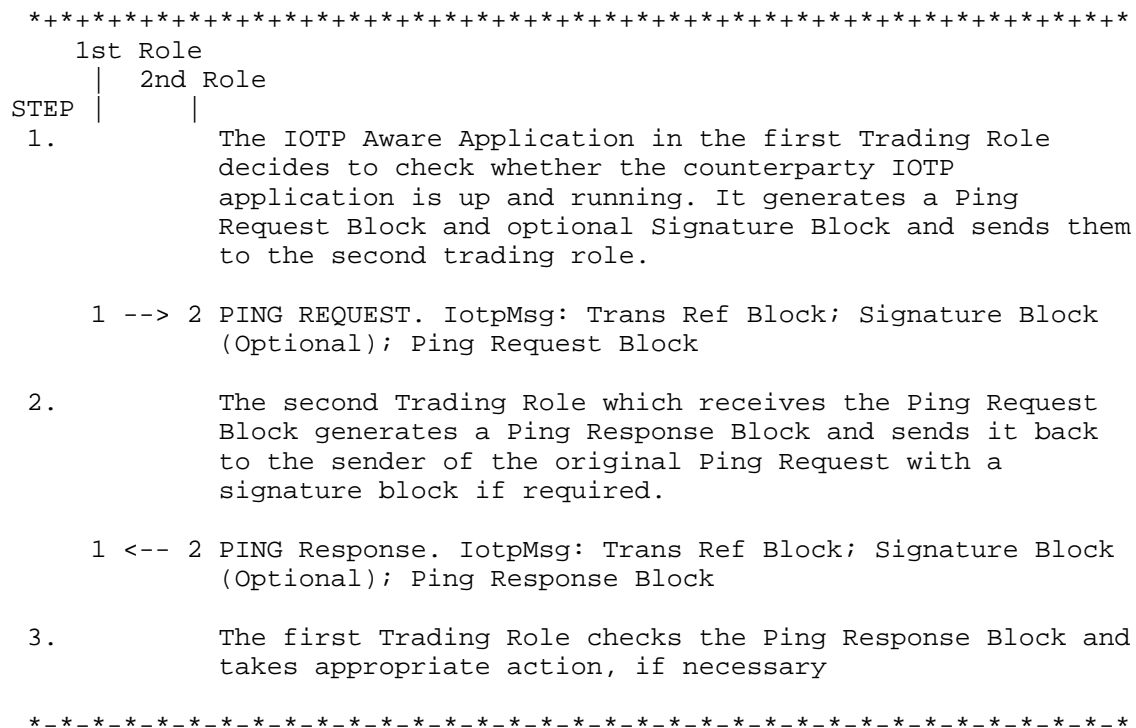 *+*+*+*+*+*+*+*+*+*+*+*+*+*+*+*+*+*+*+*+*+*+*+*+*+*+*+*+*+*+*+*+*+*+*
1st Role
| 2nd Role
STEP | |
1. The IOTP Aware Application in the first Trading Role
decides to check whether the counterparty IOTP
application is up and running. It generates a Ping
Request Block and optional Signature Block and sends them
to the second trading role.
1 --> 2 PING REQUEST. IotpMsg: Trans Ref Block; Signature Block
(Optional); Ping Request Block
2. The second Trading Role which receives the Ping Request
Block generates a Ping Response Block and sends it back
to the sender of the original Ping Request with a
signature block if required.
1 <-- 2 PING Response. IotpMsg: Trans Ref Block; Signature Block
(Optional); Ping Response Block
3. The first Trading Role checks the Ping Response Block and
takes appropriate action, if necessary
*-*-*-*-*-*-*-*-*-*-*-*-*-*-*-*-*-*-*-*-*-*-*-*-*-*-*-*-*-*-*-*-*-*-*